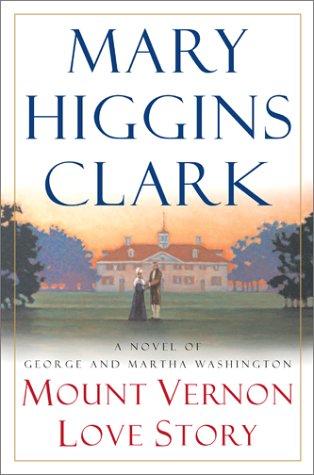 MARY
HIGGINS
CLARK
A NOVEL OF
GEORGE AND MARTHA WASHINGTON
MOUNT VERNON
LOVE STORY